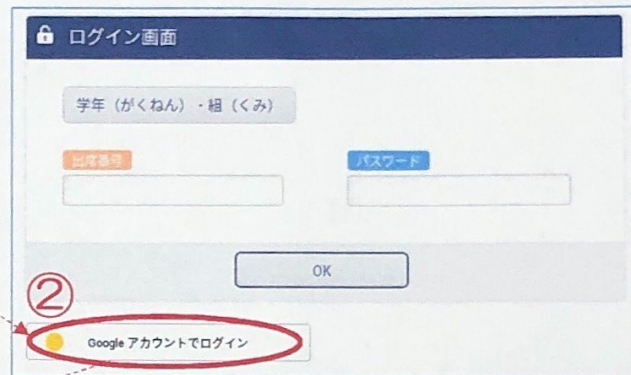 ログイン画面
学年（がくねん）・組（くみ）
出席番号
パスワード
OK
②
Google アカウントでログイン